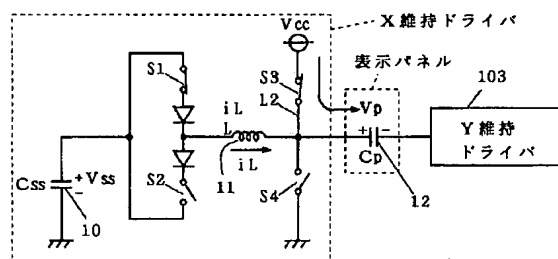 X維持ドライバ
Vcc
表示パネル
S1
S3
L2
iL
L
Vp
103
+ -
Y維持
ドライバ
iL
Cp
Css
+Vss
-
S2
11
S4
12
10